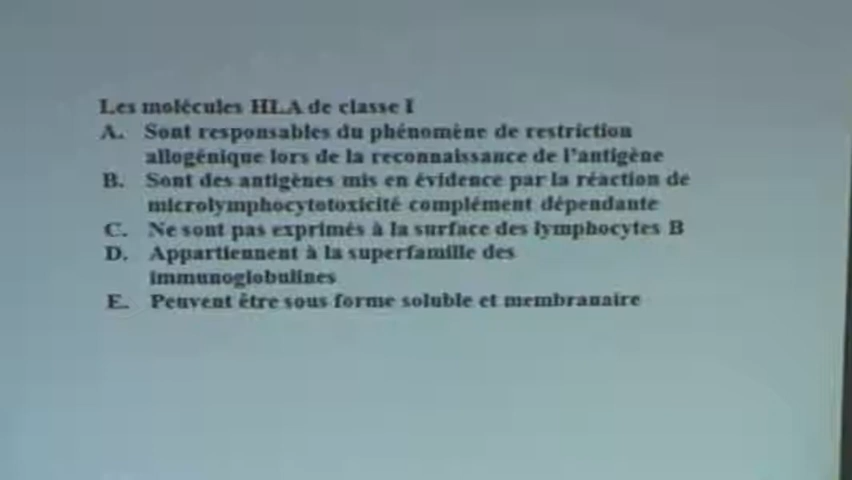 Les molécules HLA de classe I
A. Sont responsables du phénomène de restriction
allogénique lors de la reconnaissance de l'antigène
B. Sont des antigènes mis en évidence par la réaction de
microlymphocytotoxicité complément dépendante
C. Ne sont pas exprimés à la surface des lymphocytes B
D. Appartiennent à la superfamille des
immunoglobulines
E. Peuvent être sous forme soluble et membranaire